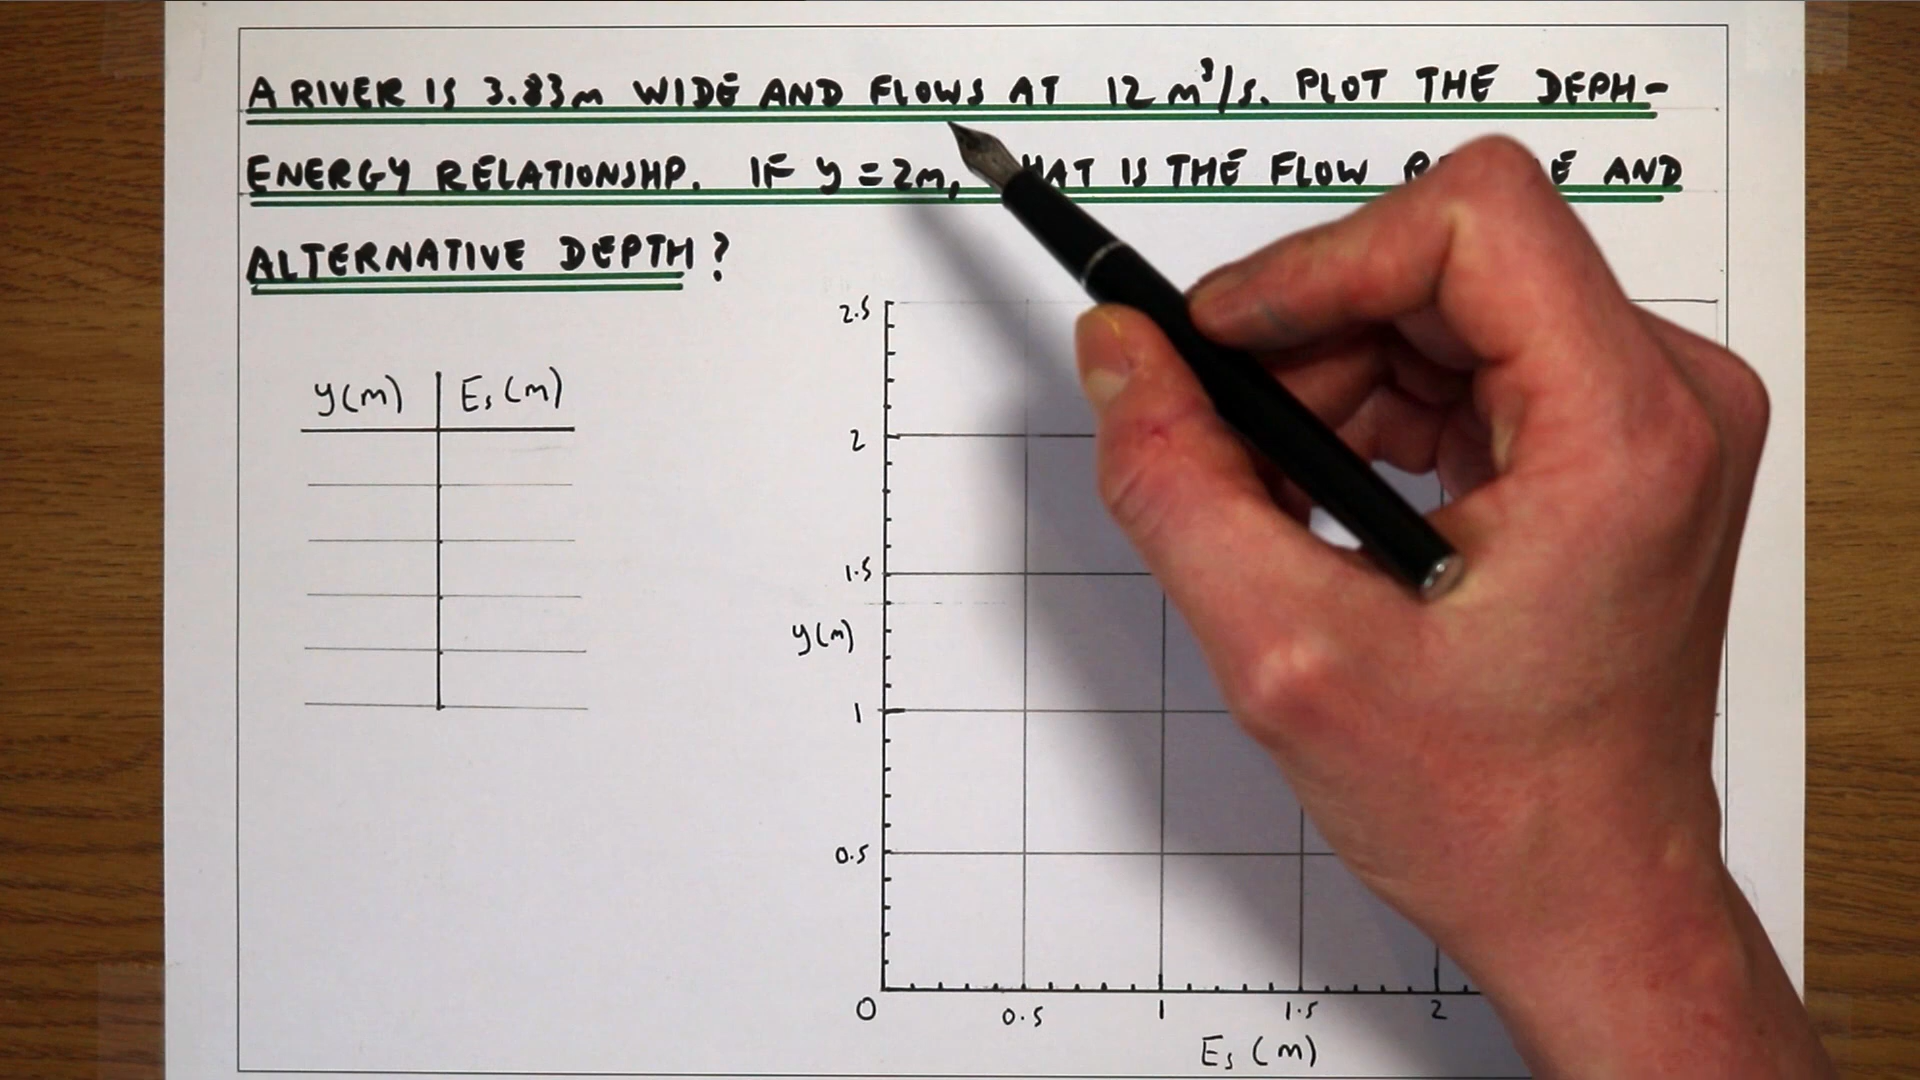 A RIVER IS 3.83m WIDE AND FLOWS AT 12 m³/s. PLOT THE DEPH-
ENERGY RELATIONSHP. IF y = 2m, HAT IS THE FLOW AND
ALTERNATIVE DEPTH?
y(m) Es(m)
2.5
2
1.5
y(m)
1
0.5
0 0.5 1 1.5 2
Es (m)